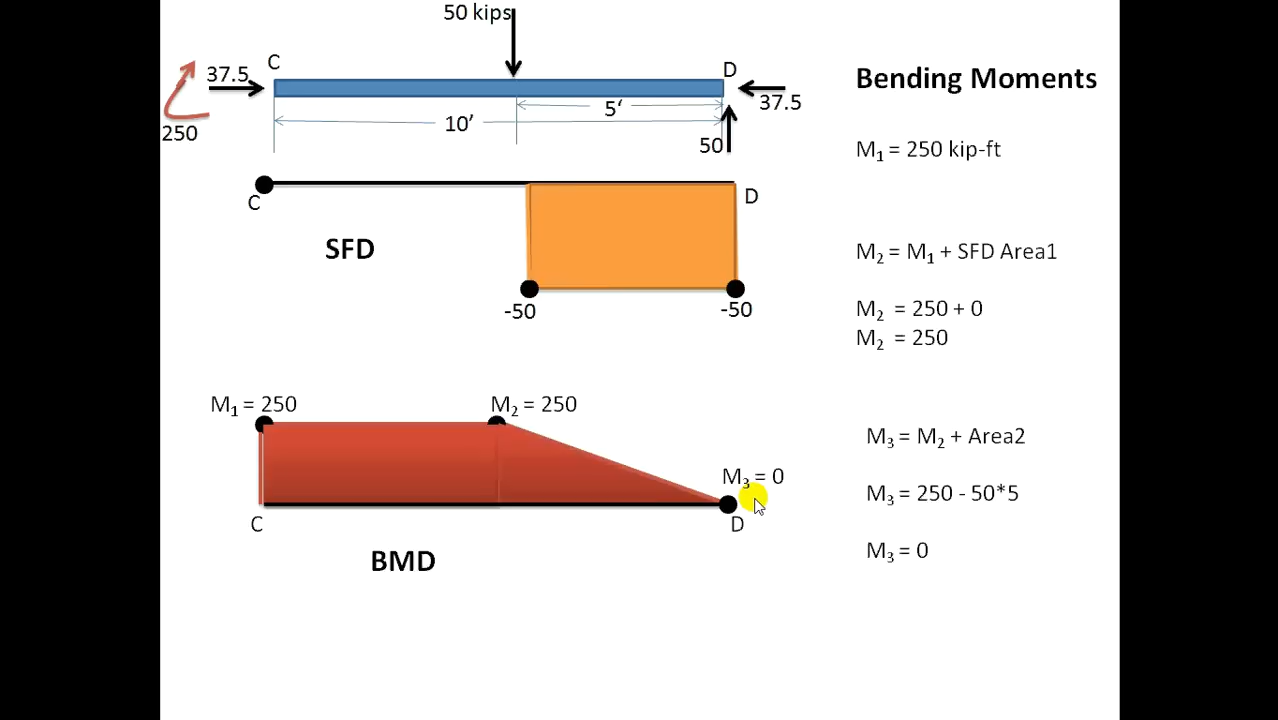 50 kips
C
D
37.5
37.5
250
5‘
10’
50
C
D
SFD
-50
-50
M₁ = 250
M₂ = 250
M₃ = 0
C
D
BMD
Bending Moments
M₁ = 250 kip-ft
M₂ = M₁ + SFD Area1
M₂ = 250 + 0
M₂ = 250
M₃ = M₂ + Area2
M₃ = 250 - 50*5
M₃ = 0